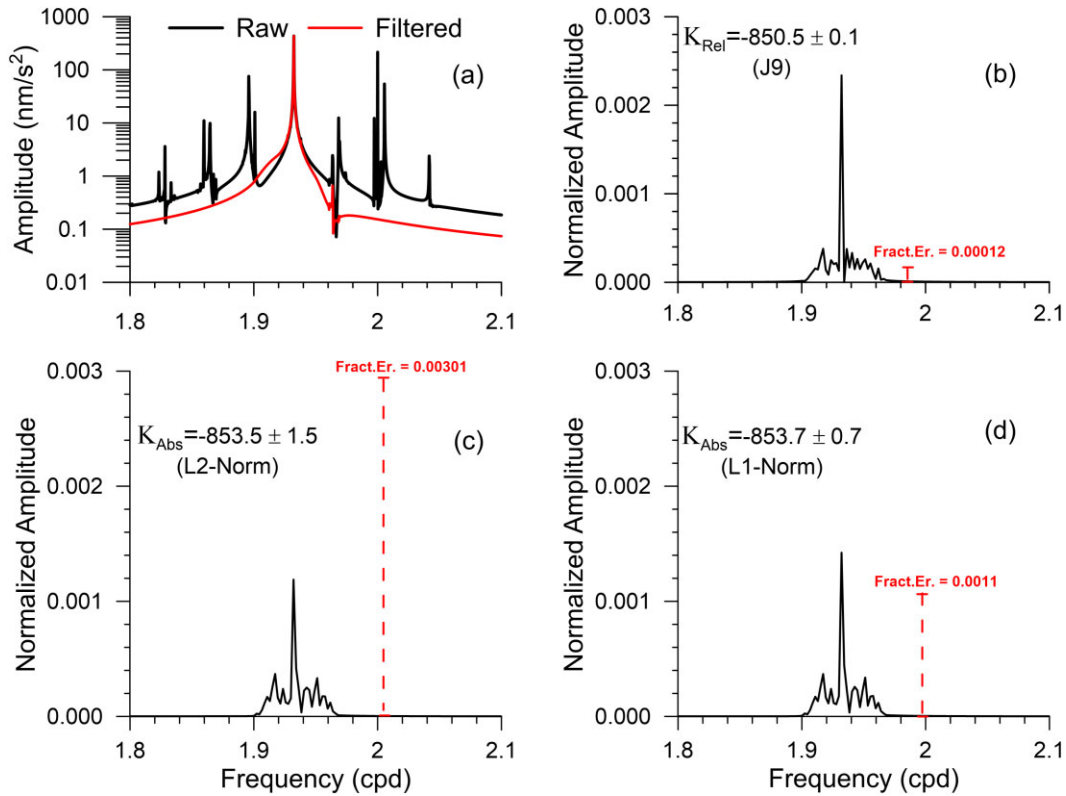 Raw Filtered
(a)
Amplitude (nm/s²)
1000
100
10
1
0.1
0.01
1.8 1.9 2 2.1
K_Rel=-850.5 ± 0.1
(J9)
(b)
Normalized Amplitude
0.003
0.002
0.001
0.000
Fract.Er. = 0.00012
1.8 1.9 2 2.1
Fract.Er. = 0.00301
K_Abs=-853.5 ± 1.5
(L2-Norm)
(c)
Normalized Amplitude
0.003
0.002
0.001
0.000
1.8 1.9 2 2.1
Frequency (cpd)
K_Abs=-853.7 ± 0.7
(L1-Norm)
(d)
Normalized Amplitude
0.003
0.002
0.001
0.000
Fract.Er. = 0.0011
1.8 1.9 2 2.1
Frequency (cpd)